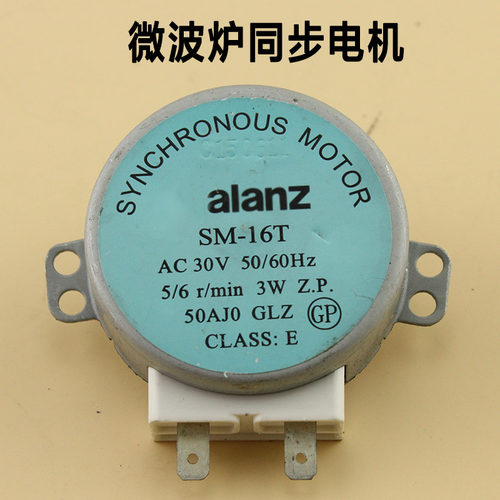 微波炉同步电机
SYNCHRONOUS MOTOR
alanz
SM-16T
AC 30V 50/60Hz
5/6 r/min 3W Z.P.
50AJ0 GLZ GP
CLASS: E